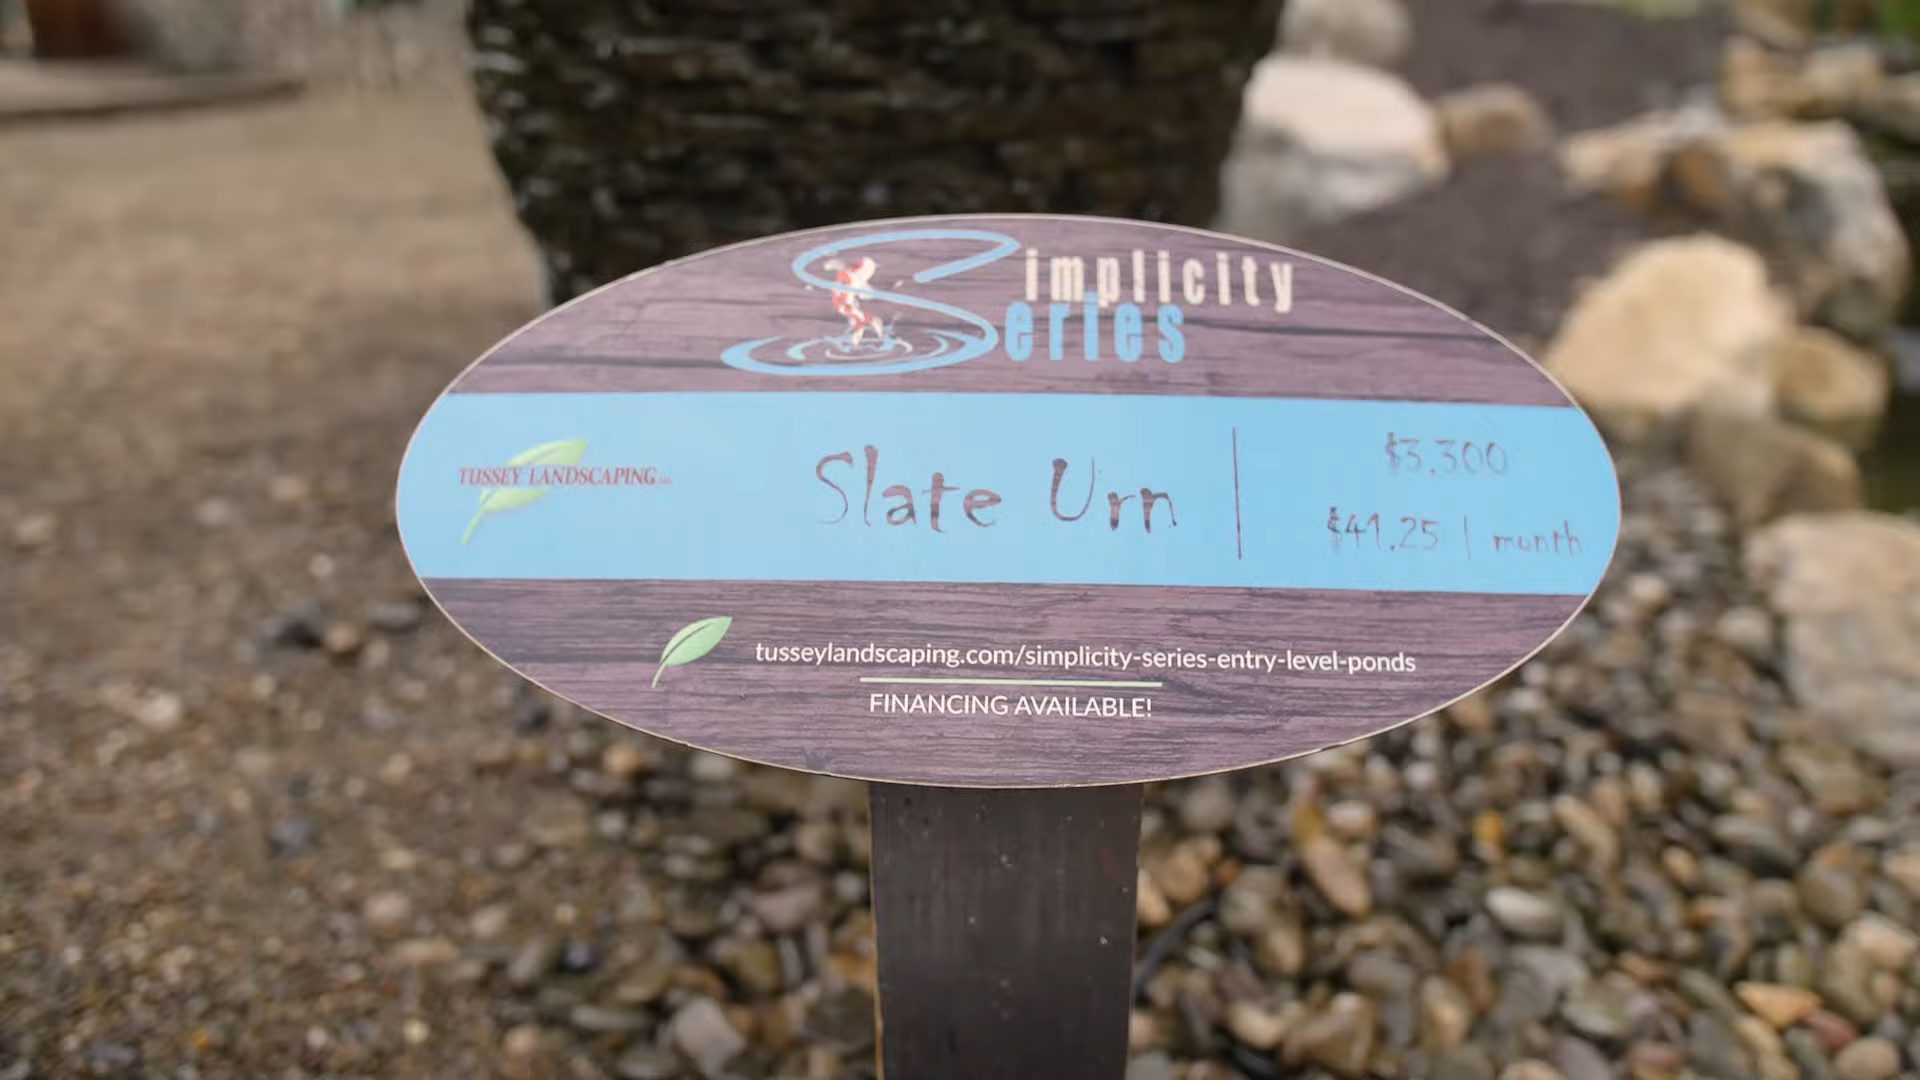 Simplicity
Series
TUSSEY LANDSCAPING LLC
Slate Urn
$3,300
$41.25 | month
tusseylandscaping.com/simplicity-series-entry-level-ponds
FINANCING AVAILABLE!